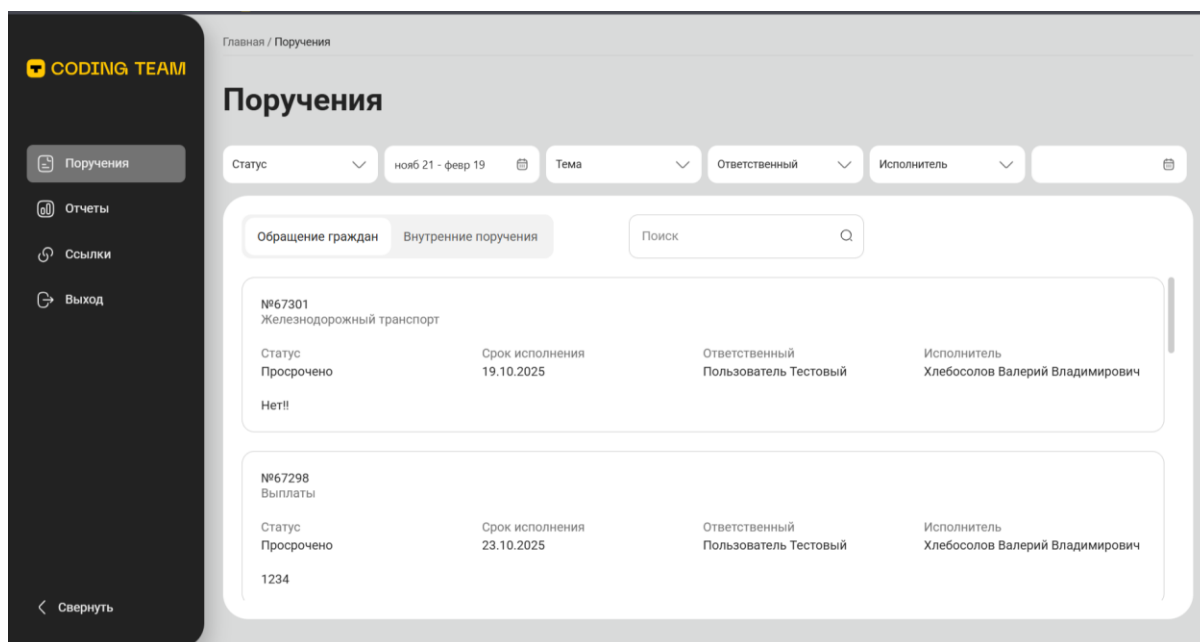 CODING TEAM
Поручения
Отчеты
Ссылки
Выход
Свернуть
Главная / Поручения
Поручения
Статус
нояб 21 - февр 19
Тема
Ответственный
Исполнитель
Обращение граждан
Внутренние поручения
Поиск
№67301
Железнодорожный транспорт
Статус
Просрочено
Срок исполнения
19.10.2025
Ответственный
Пользователь Тестовый
Исполнитель
Хлебосолов Валерий Владимирович
Нет!!
№67298
Выплаты
Статус
Просрочено
Срок исполнения
23.10.2025
Ответственный
Пользователь Тестовый
Исполнитель
Хлебосолов Валерий Владимирович
1234